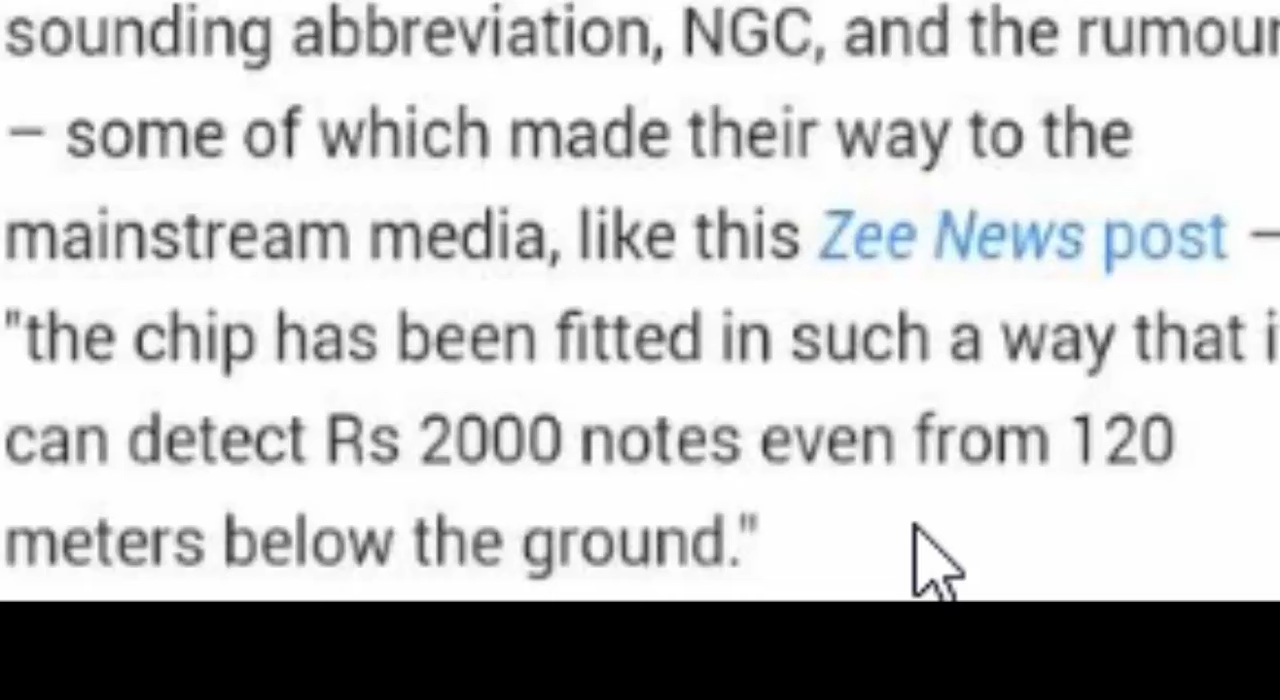 sounding abbreviation, NGC, and the rumour
– some of which made their way to the
mainstream media, like this Zee News post –
"the chip has been fitted in such a way that i
can detect Rs 2000 notes even from 120
meters below the ground."